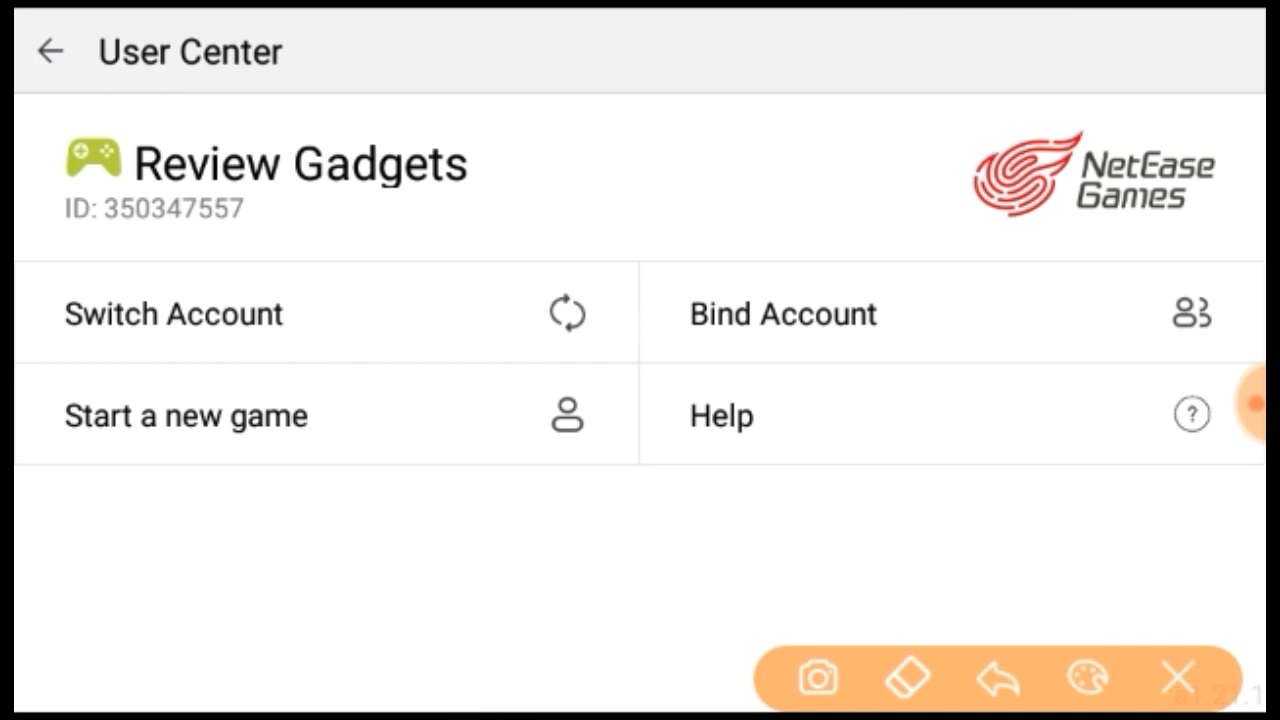 User Center
Review Gadgets
ID: 350347557
NetEase
Games
Switch Account
Bind Account
Start a new game
Help